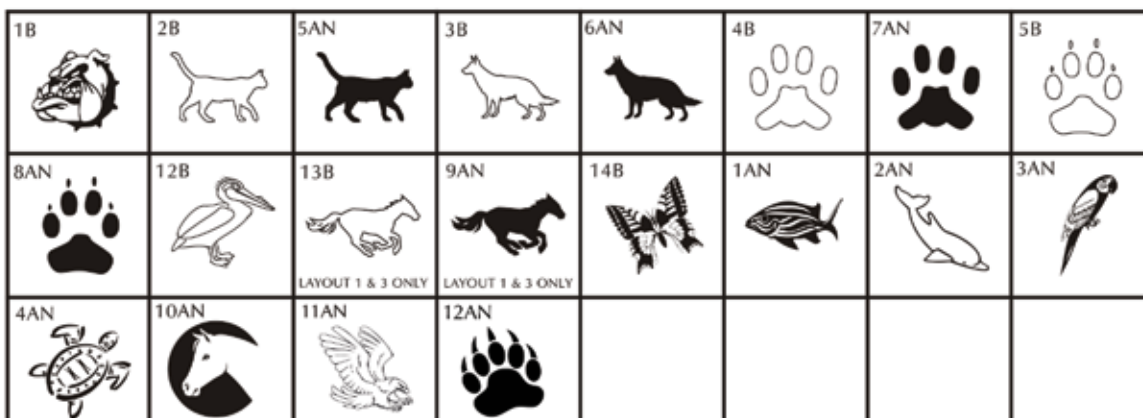 1B
2B
5AN
3B
6AN
4B
7AN
5B
8AN
12B
13B
LAYOUT 1 & 3 ONLY
9AN
LAYOUT 1 & 3 ONLY
14B
1AN
2AN
3AN
4AN
10AN
11AN
12AN